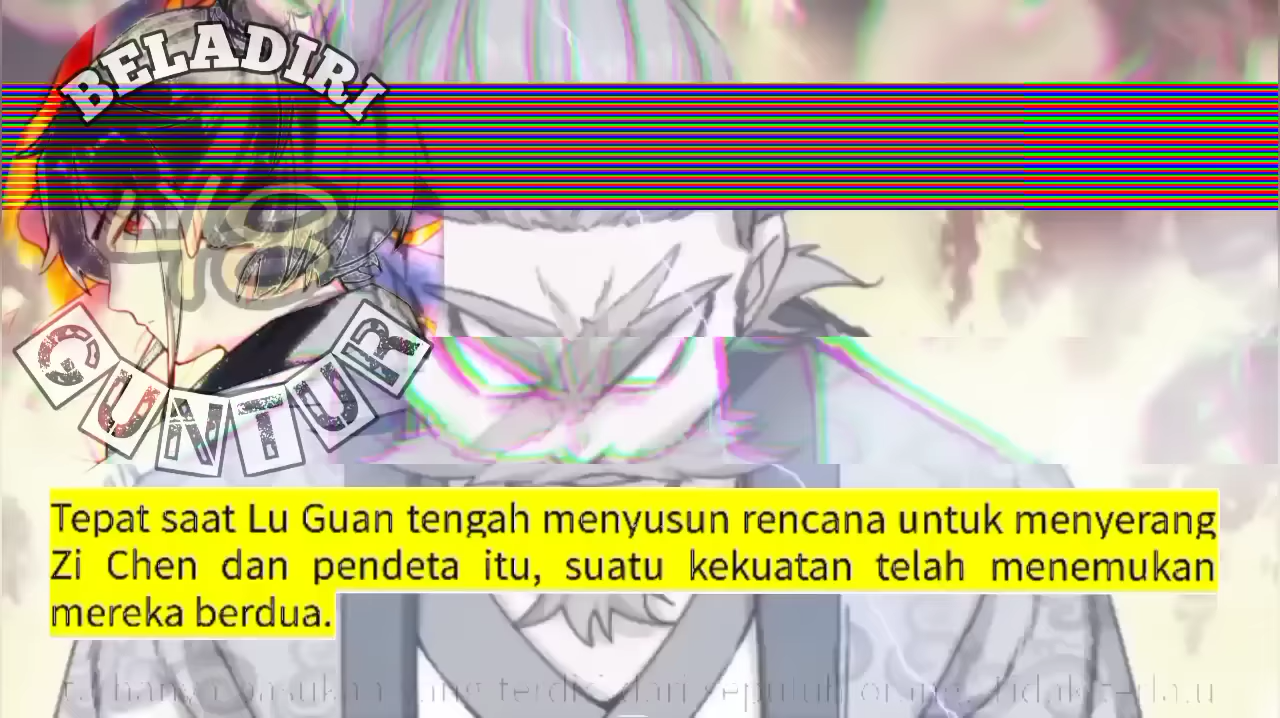 BELADIRI
GUNTUR
Tepat saat Lu Guan tengah menyusun rencana untuk menyerang
Zi Chen dan pendeta itu, suatu kekuatan telah menemukan
mereka berdua.